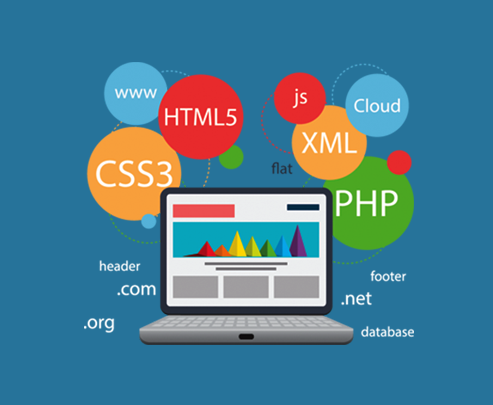 www
js
Cloud
HTML5
XML
flat
CSS3
PHP
header
footer
.com
.net
.org
database